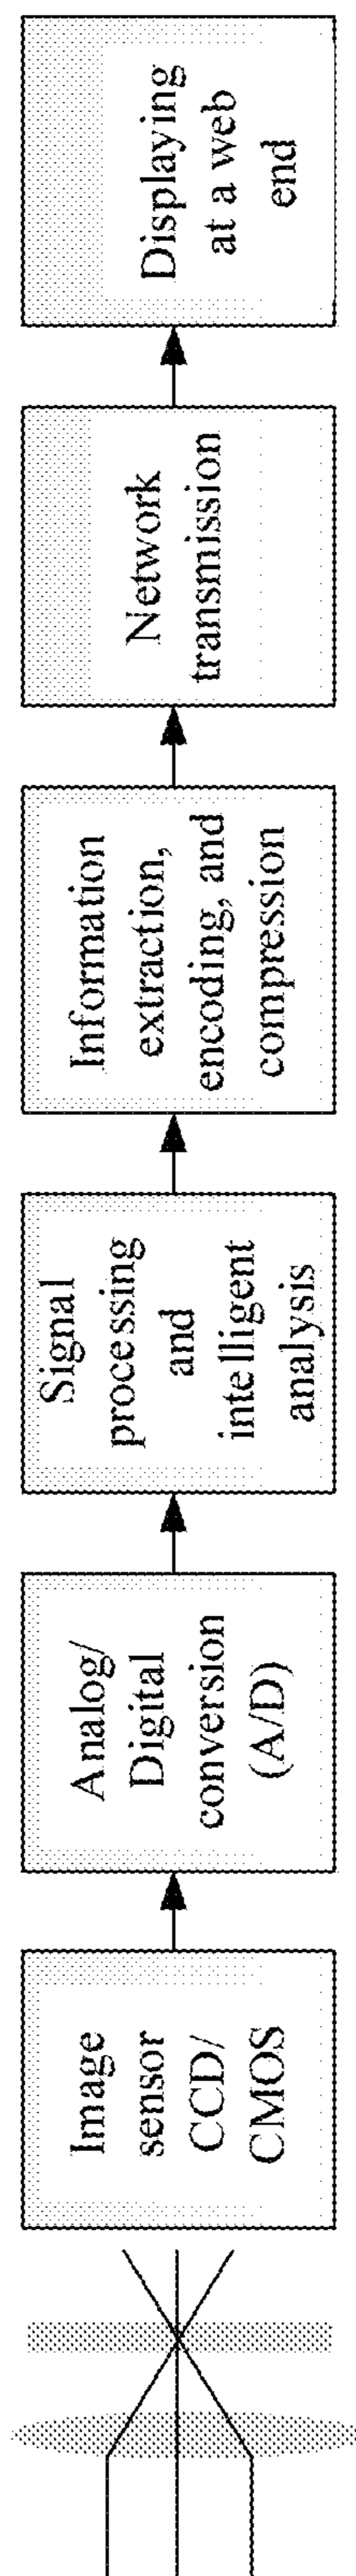 Image
sensor
CCD/
CMOS
Analog/
Digital
conversion
(A/D)
Signal
processing
and
intelligent
analysis
Information
extraction,
encoding, and
compression
Network
transmission
Displaying
at a web
end